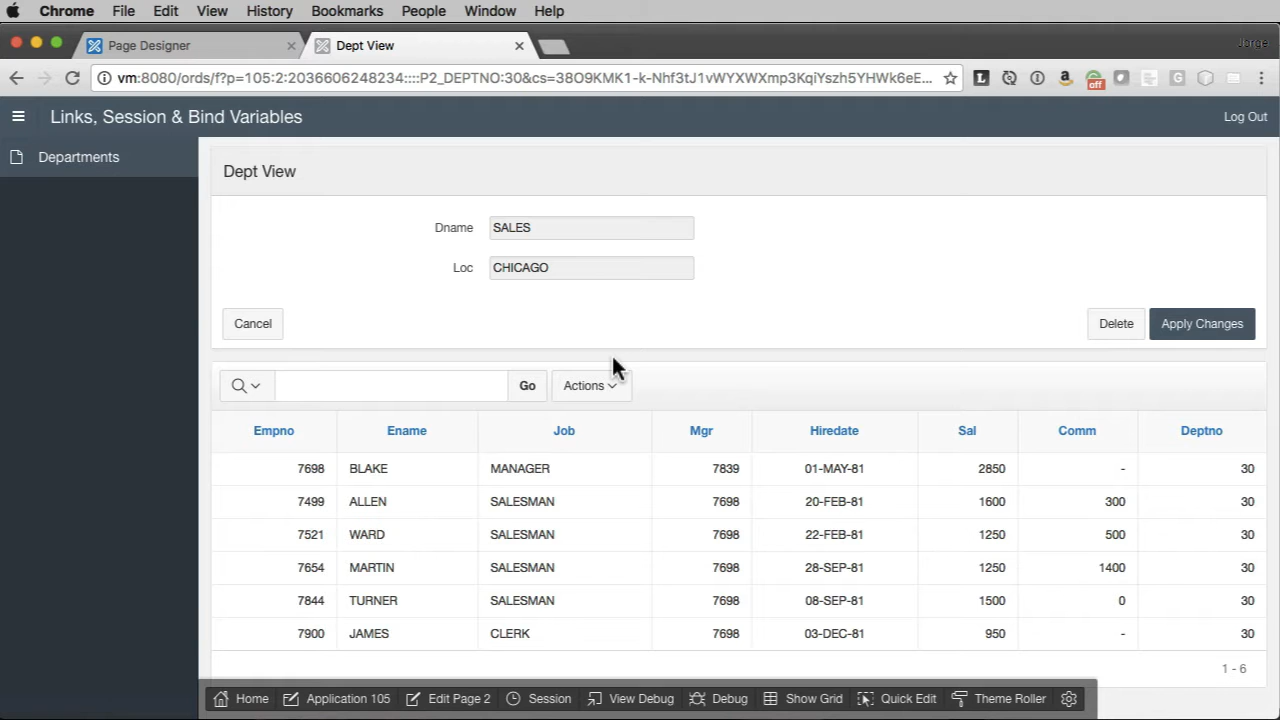 Chrome File Edit View History Bookmarks People Window Help
Page Designer Dept View Jorge
vm:8080/ords/f?p=105:2:2036606248234::::P2_DEPTNO:30&cs=38O9KMK1-k-Nhf3tJ1vWYXWXmp3KqiYszh5YHWk6eE... off
Links, Session & Bind Variables Log Out
Departments
Dept View
Dname SALES
Loc CHICAGO
Cancel Delete Apply Changes
Go Actions
Empno Ename Job Mgr Hiredate Sal Comm Deptno
7698 BLAKE MANAGER 7839 01-MAY-81 2850 - 30
7499 ALLEN SALESMAN 7698 20-FEB-81 1600 300 30
7521 WARD SALESMAN 7698 22-FEB-81 1250 500 30
7654 MARTIN SALESMAN 7698 28-SEP-81 1250 1400 30
7844 TURNER SALESMAN 7698 08-SEP-81 1500 0 30
7900 JAMES CLERK 7698 03-DEC-81 950 - 30
1 - 6
Home Application 105 Edit Page 2 Session View Debug Debug Show Grid Quick Edit Theme Roller